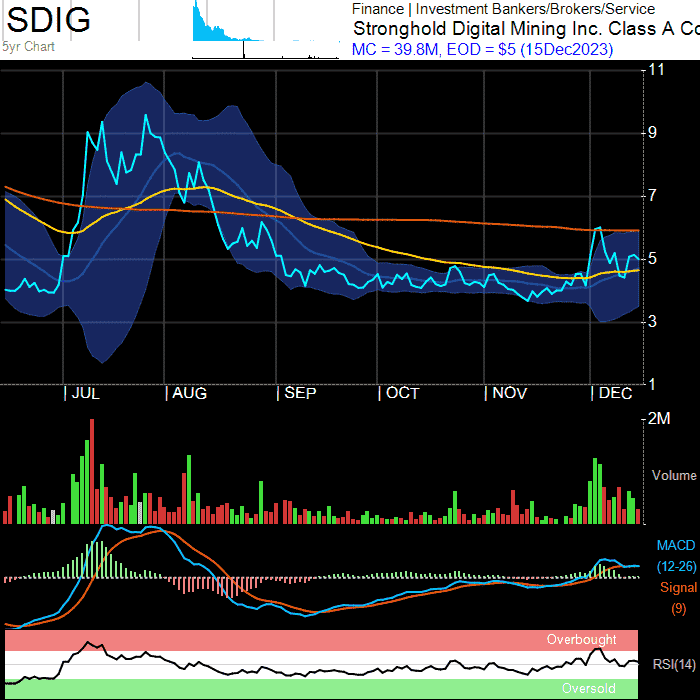 SDIG
5yr Chart
Finance | Investment Bankers/Brokers/Service
Stronghold Digital Mining Inc. Class A Co
MC = 39.8M, EOD = $5 (15Dec2023)
11
9
7
5
3
1
JUL AUG SEP OCT NOV DEC
2M
Volume
MACD
(12-26)
Signal
(9)
Overbought
RSI(14)
Oversold